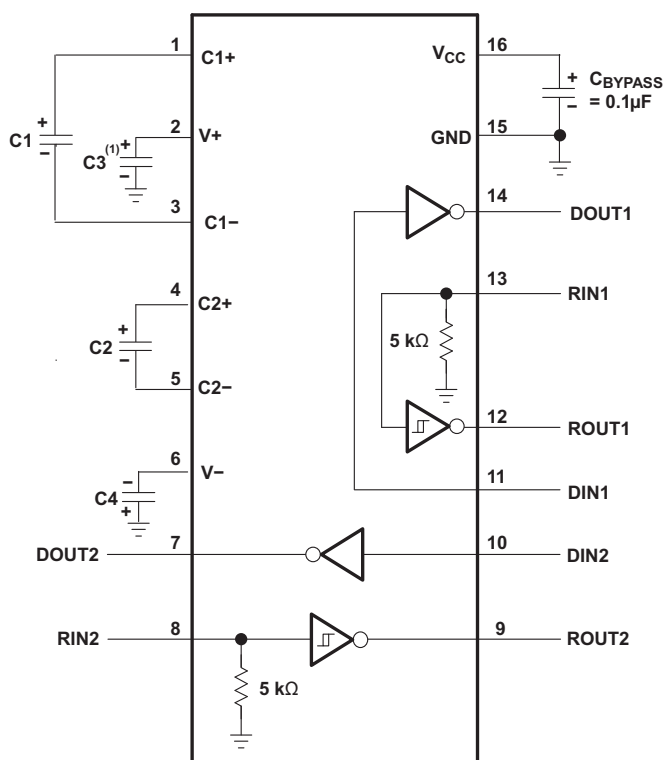 1
C1+
C1
+
−
2
V+
C3(1)
+
−
3
C1−
4
C2+
C2
+
−
5
C2−
6
V−
C4
−
+
DOUT2
7
RIN2
8
5 kΩ
VCC
16
+
−
CBYPASS
= 0.1µF
GND
15
14
DOUT1
13
RIN1
5 kΩ
12
ROUT1
11
DIN1
10
DIN2
9
ROUT2